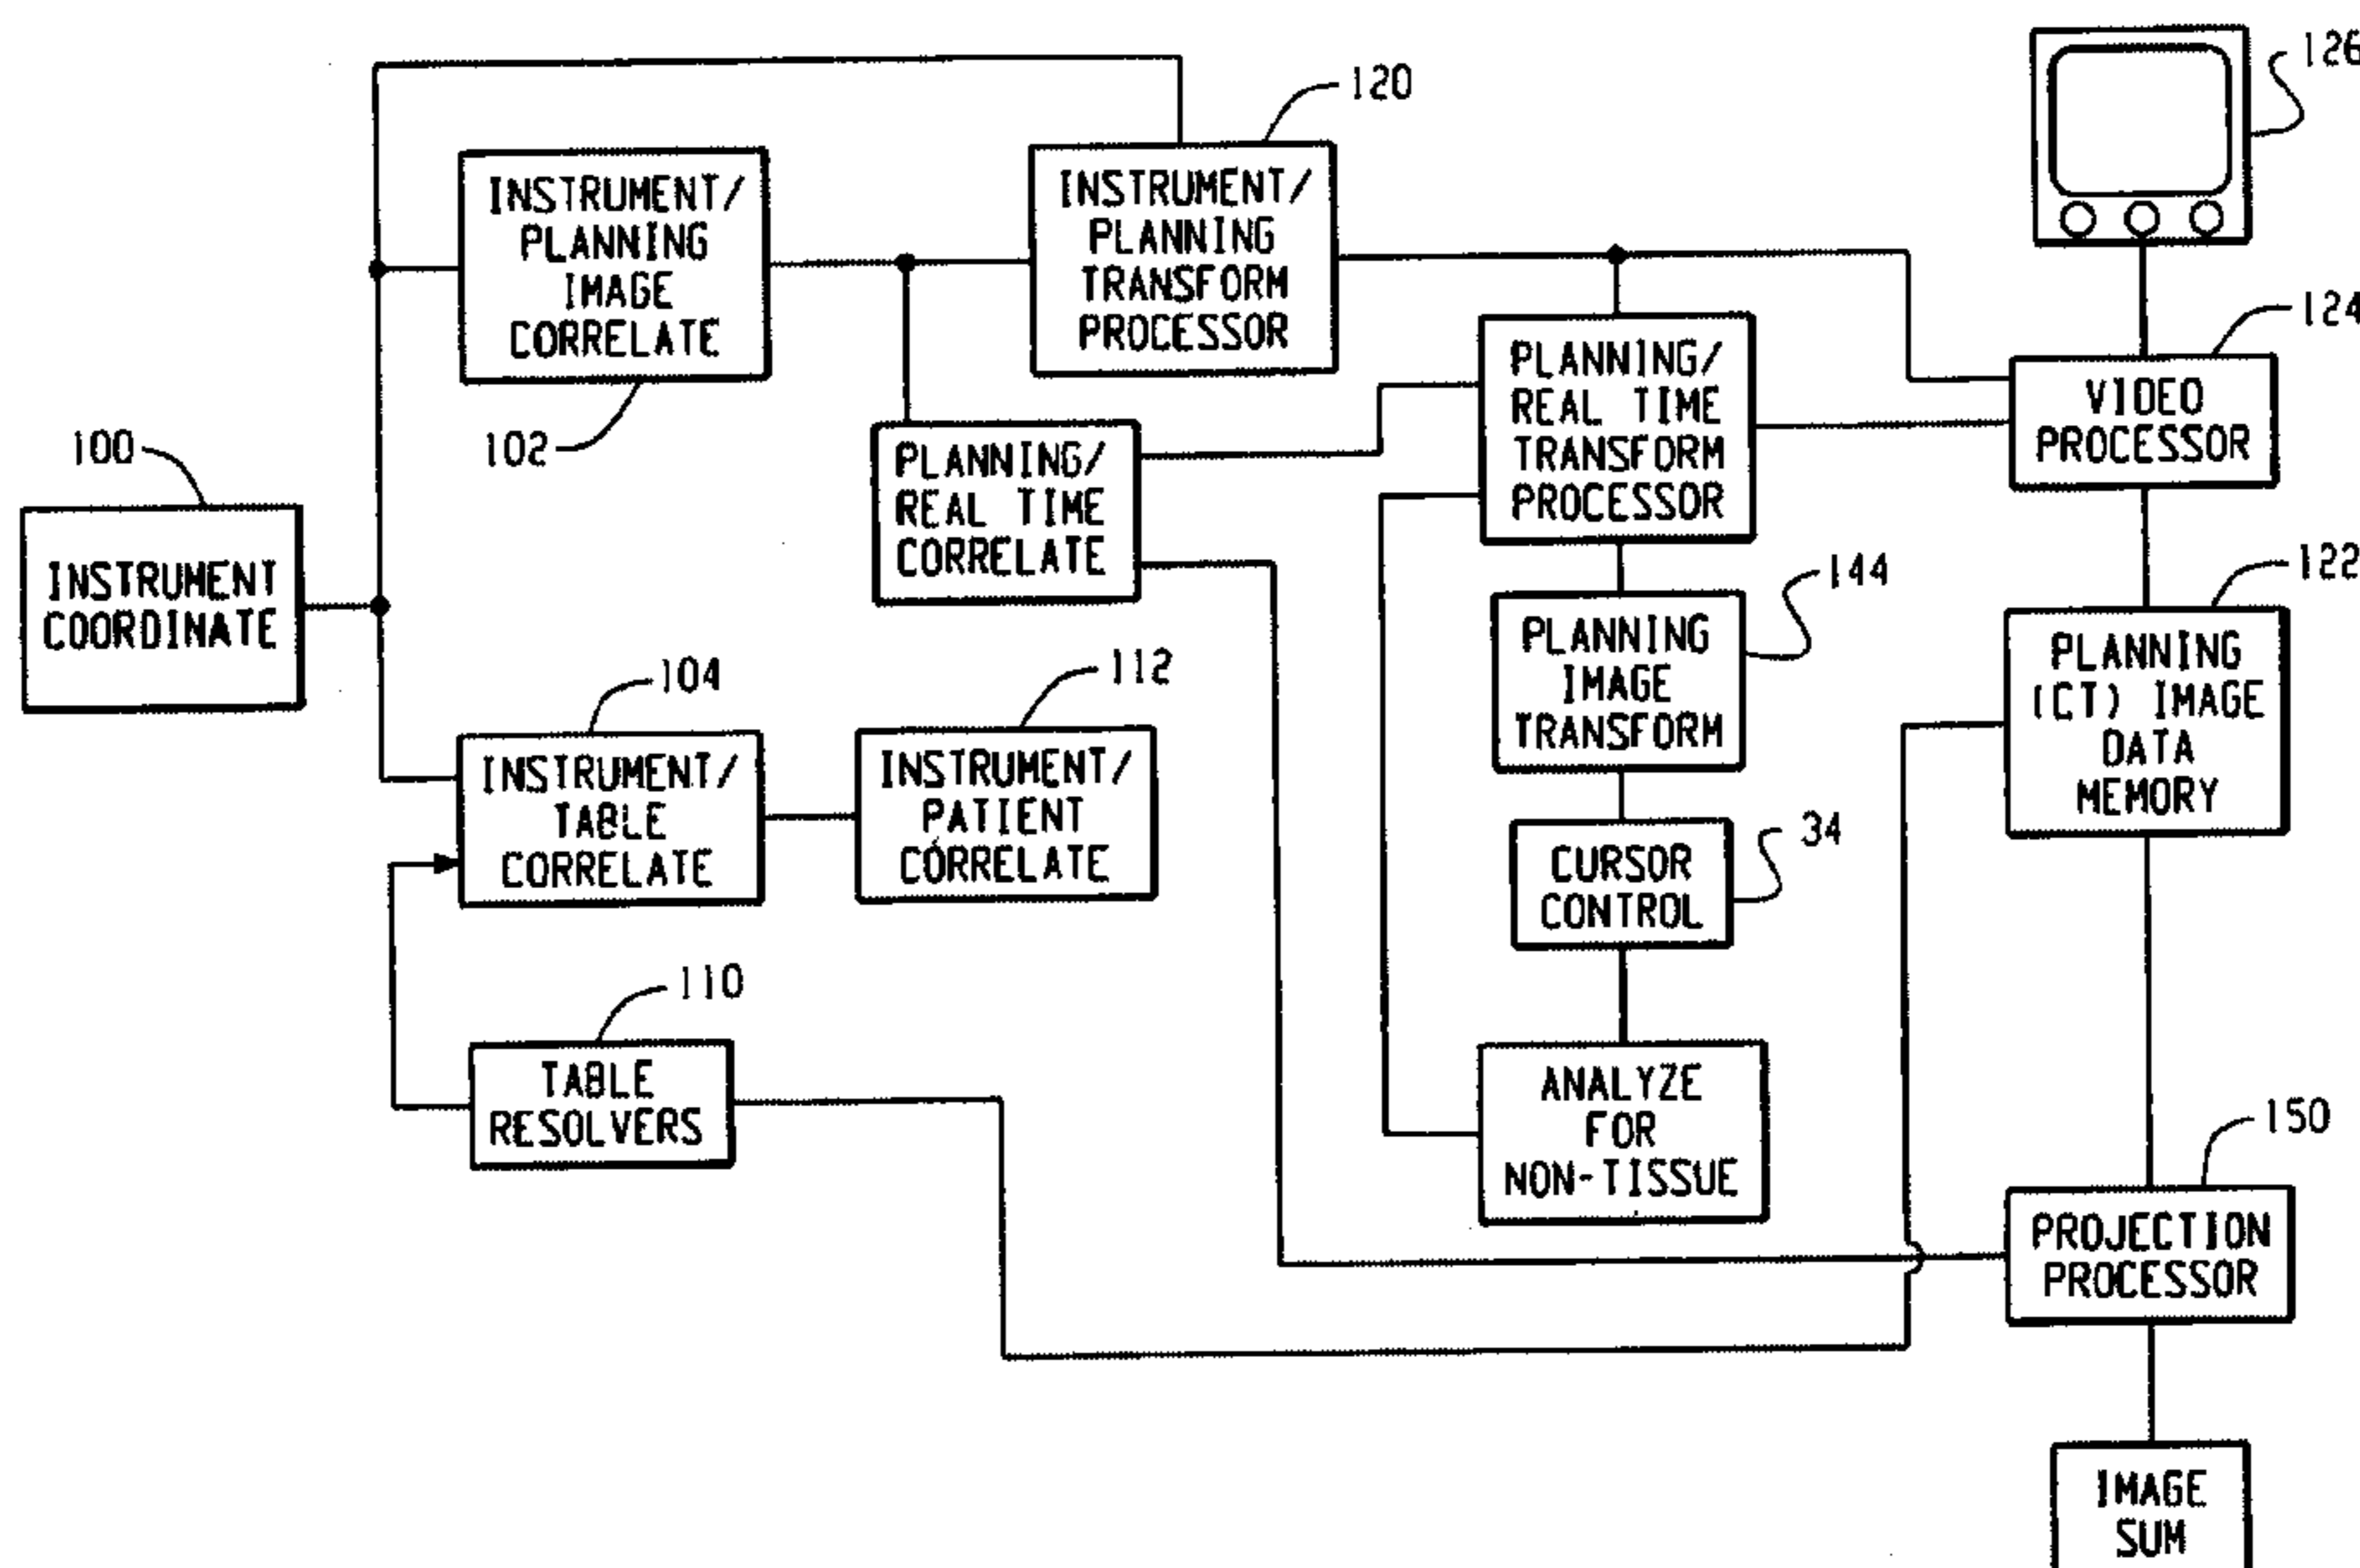 120
126
INSTRUMENT/
PLANNING
IMAGE
CORRELATE
102
INSTRUMENT/
PLANNING
TRANSFORM
PROCESSOR
PLANNING/
REAL TIME
TRANSFORM
PROCESSOR
124
VIDEO
PROCESSOR
100
INSTRUMENT
COORDINATE
PLANNING/
REAL TIME
CORRELATE
144
PLANNING
IMAGE
TRANSFORM
122
PLANNING
(CT) IMAGE
DATA
MEMORY
104
INSTRUMENT/
TABLE
CORRELATE
112
INSTRUMENT/
PATIENT
CORRELATE
34
CURSOR
CONTROL
110
TABLE
RESOLVERS
ANALYZE
FOR
NON-TISSUE
150
PROJECTION
PROCESSOR
IMAGE
SUM